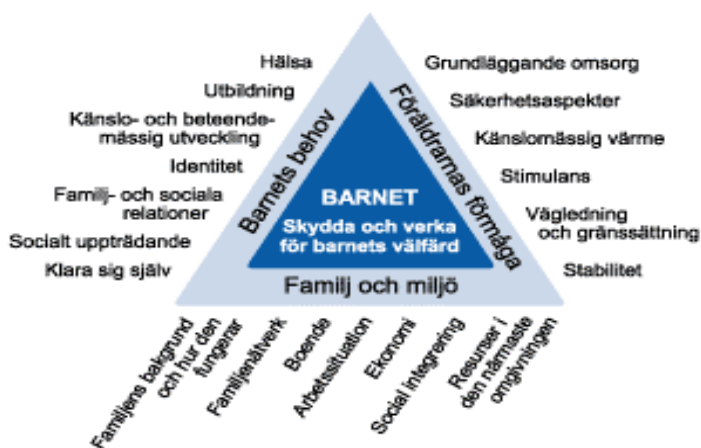 Hälsa
Utbildning
Känslo- och beteende-
mässig utveckling
Identitet
Familj- och sociala
relationer
Socialt uppträdande
Klara sig själv
Barnets behov
BARNET
Skydda och verka
för barnets välfärd
Föräldrarnas förmåga
Grundläggande omsorg
Säkerhetsaspekter
Känslomässig värme
Stimulans
Vägledning
och gränssättning
Stabilitet
Familj och miljö
Familjens bakgrund
och hur den
fungerar
Familjenätverk
Boende
Arbetssituation
Ekonomi
Social integrering
Resurser i
den närmaste
omgivningen